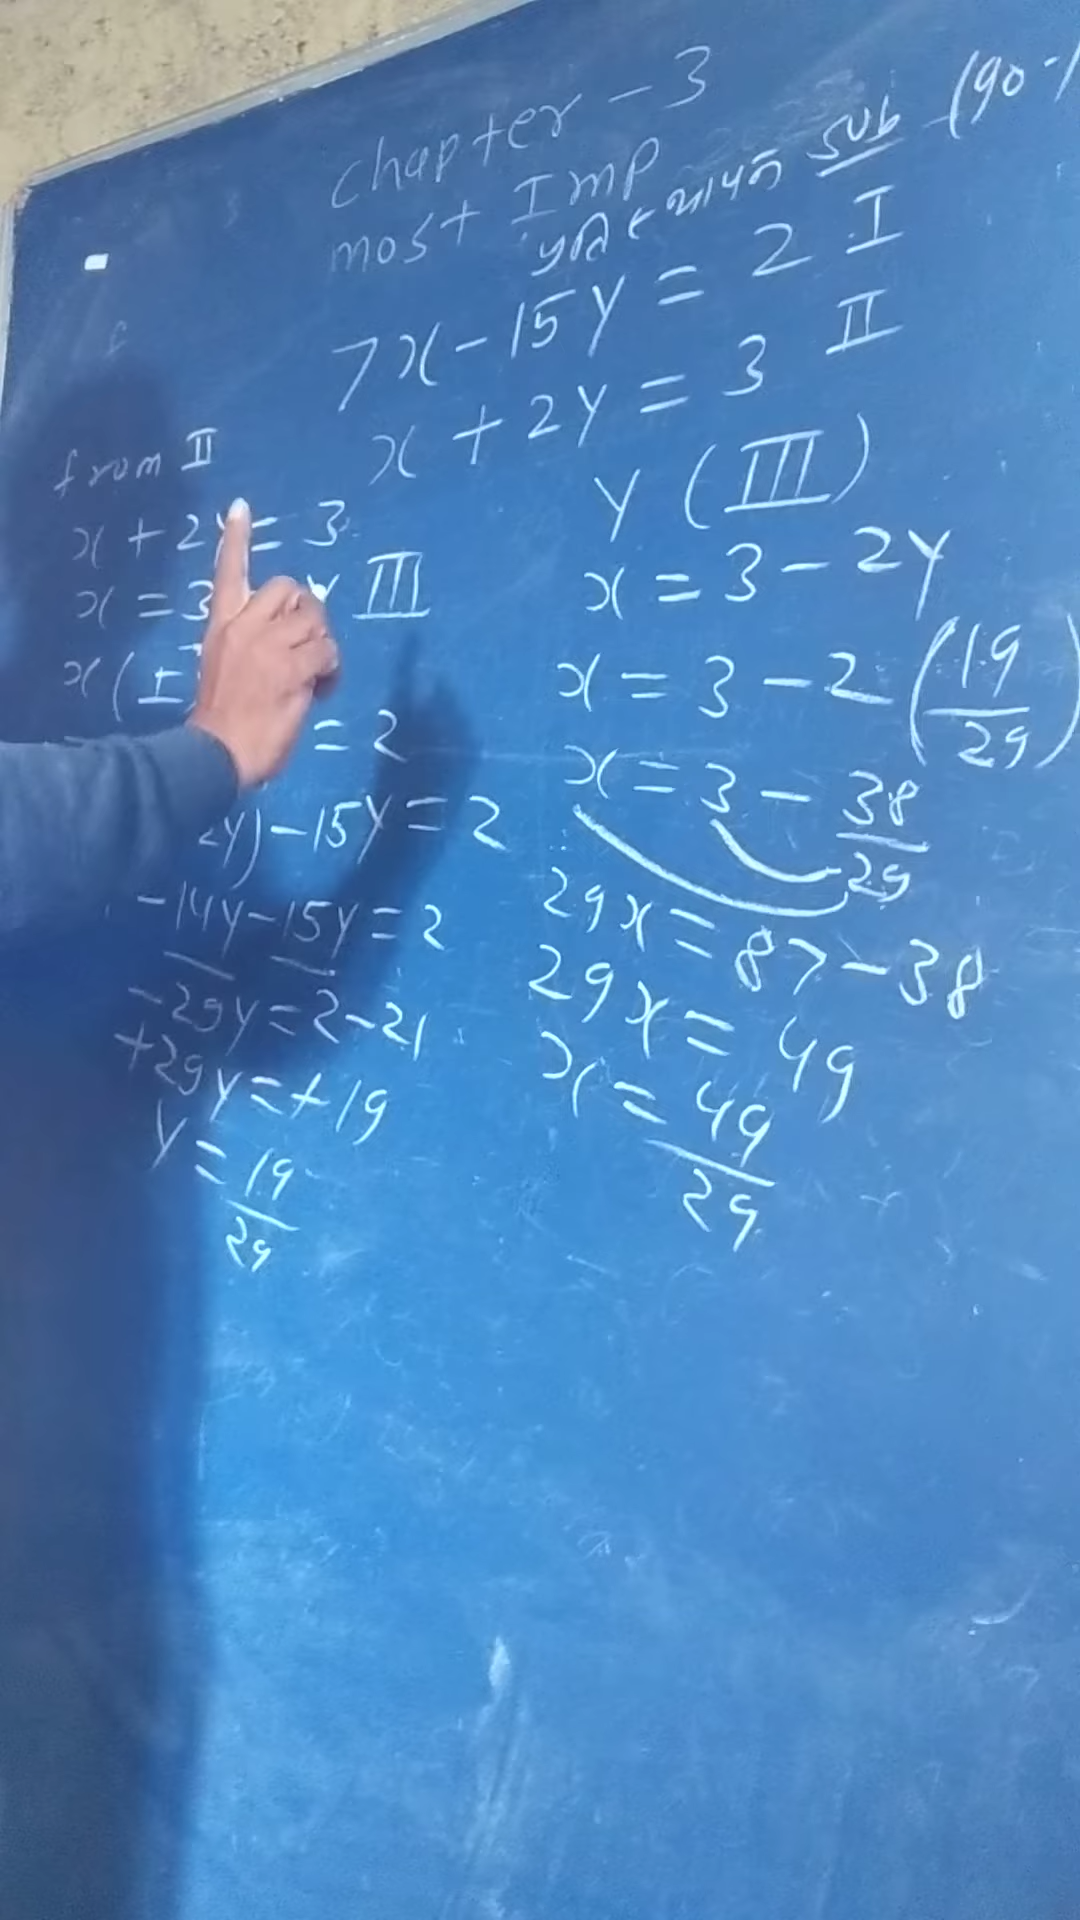 Chapter - 3
most Imp
प्रतिस्थापन Sub (90-
7x - 15y = 2 I
x + 2y = 3 II
from II
x + 2y = 3
x = 3 III
x (I
= 2
2y) - 15y = 2
-14y - 15y = 2
-29y = 2 - 21
+29y = +19
y = 19/29
y (III)
x = 3 - 2y
x = 3 - 2 (19/29)
x = 3 - 38/29
29x = 87 - 38
29x = 49
x = 49/29